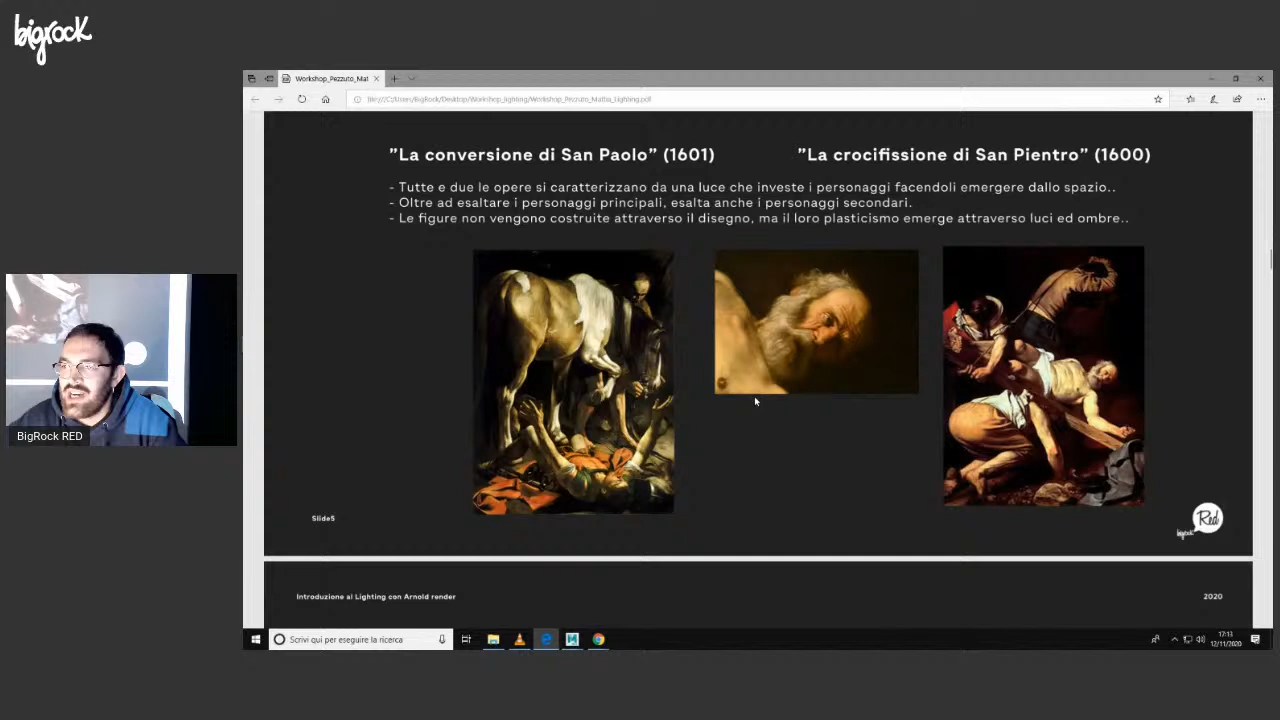 bigrock
Workshop_Pezzuto_Mat
file:///C:/Users/BigRock/Desktop/Workshop_lighting/Workshop_Pezzuto_Mattia_Lighting.pdf
"La conversione di San Paolo" (1601)
"La crocifissione di San Pientro" (1600)
- Tutte e due le opere si caratterizzano da una luce che investe i personaggi facendoli emergere dallo spazio..
- Oltre ad esaltare i personaggi principali, esalta anche i personaggi secondari.
- Le figure non vengono costruite attraverso il disegno, ma il loro plasticismo emerge attraverso luci ed ombre..
BigRock RED
Slide5
Red
bigrock
Introduzione al Lighting con Arnold render
2020
Scrivi qui per eseguire la ricerca
17:13
12/11/2020